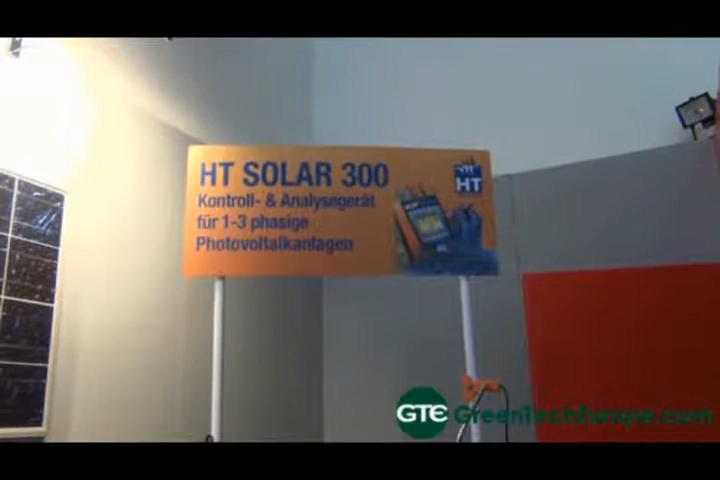 HT SOLAR 300
HT
Kontroll- & Analysegerät
für 1-3 phasige
Photovoltaikanlagen
GTE GreenTechEurope.com